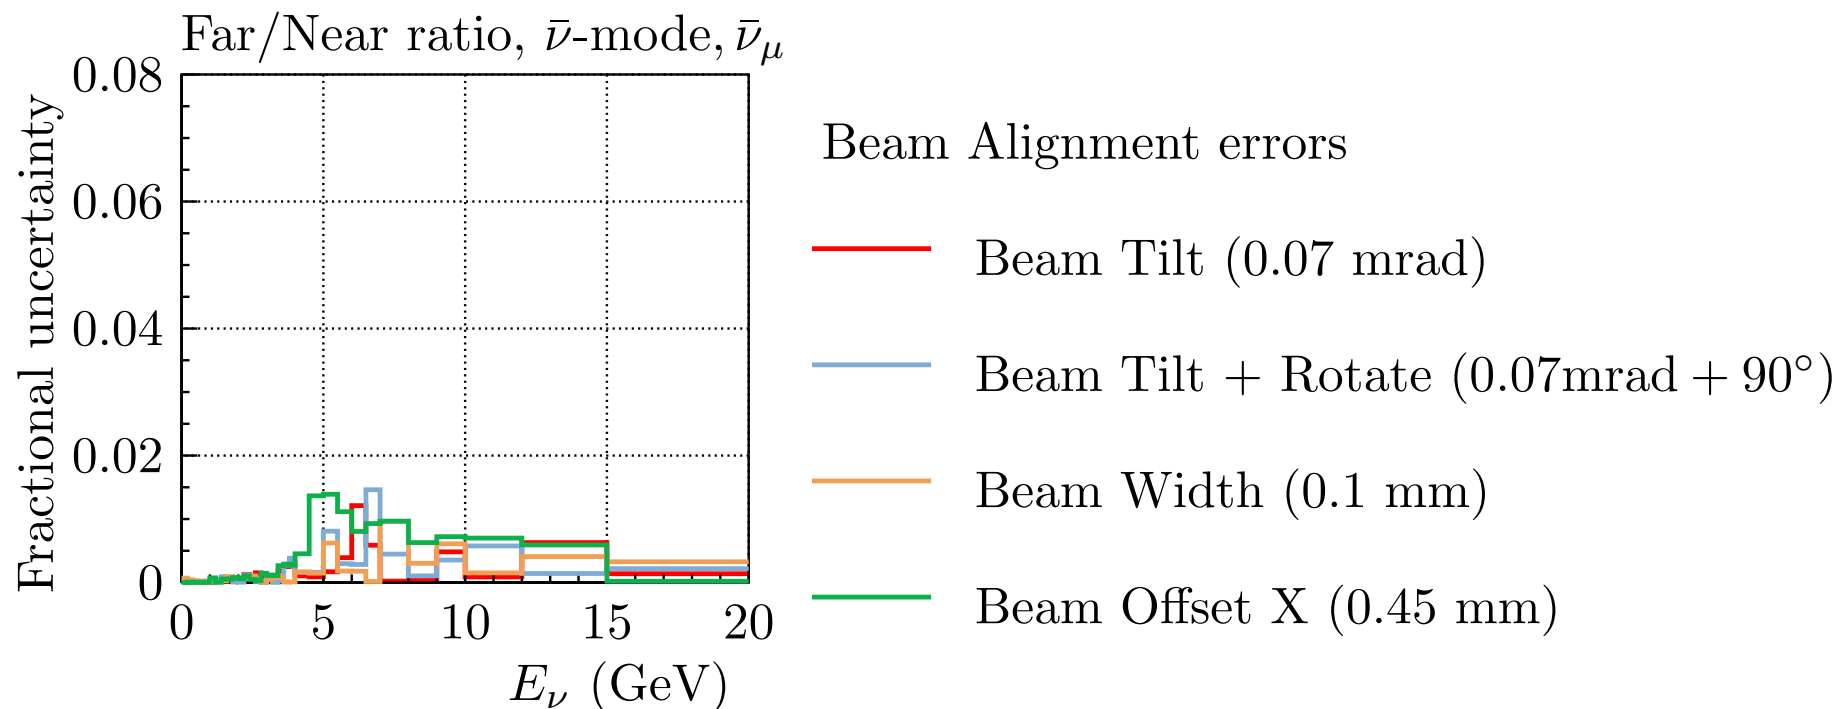 Far/Near ratio, ν̄-mode, ν̄μ
Fractional uncertainty
0.08
0.06
0.04
0.02
0
0 5 10 15 20
Eν (GeV)
Beam Alignment errors
Beam Tilt (0.07 mrad)
Beam Tilt + Rotate (0.07mrad + 90°)
Beam Width (0.1 mm)
Beam Offset X (0.45 mm)